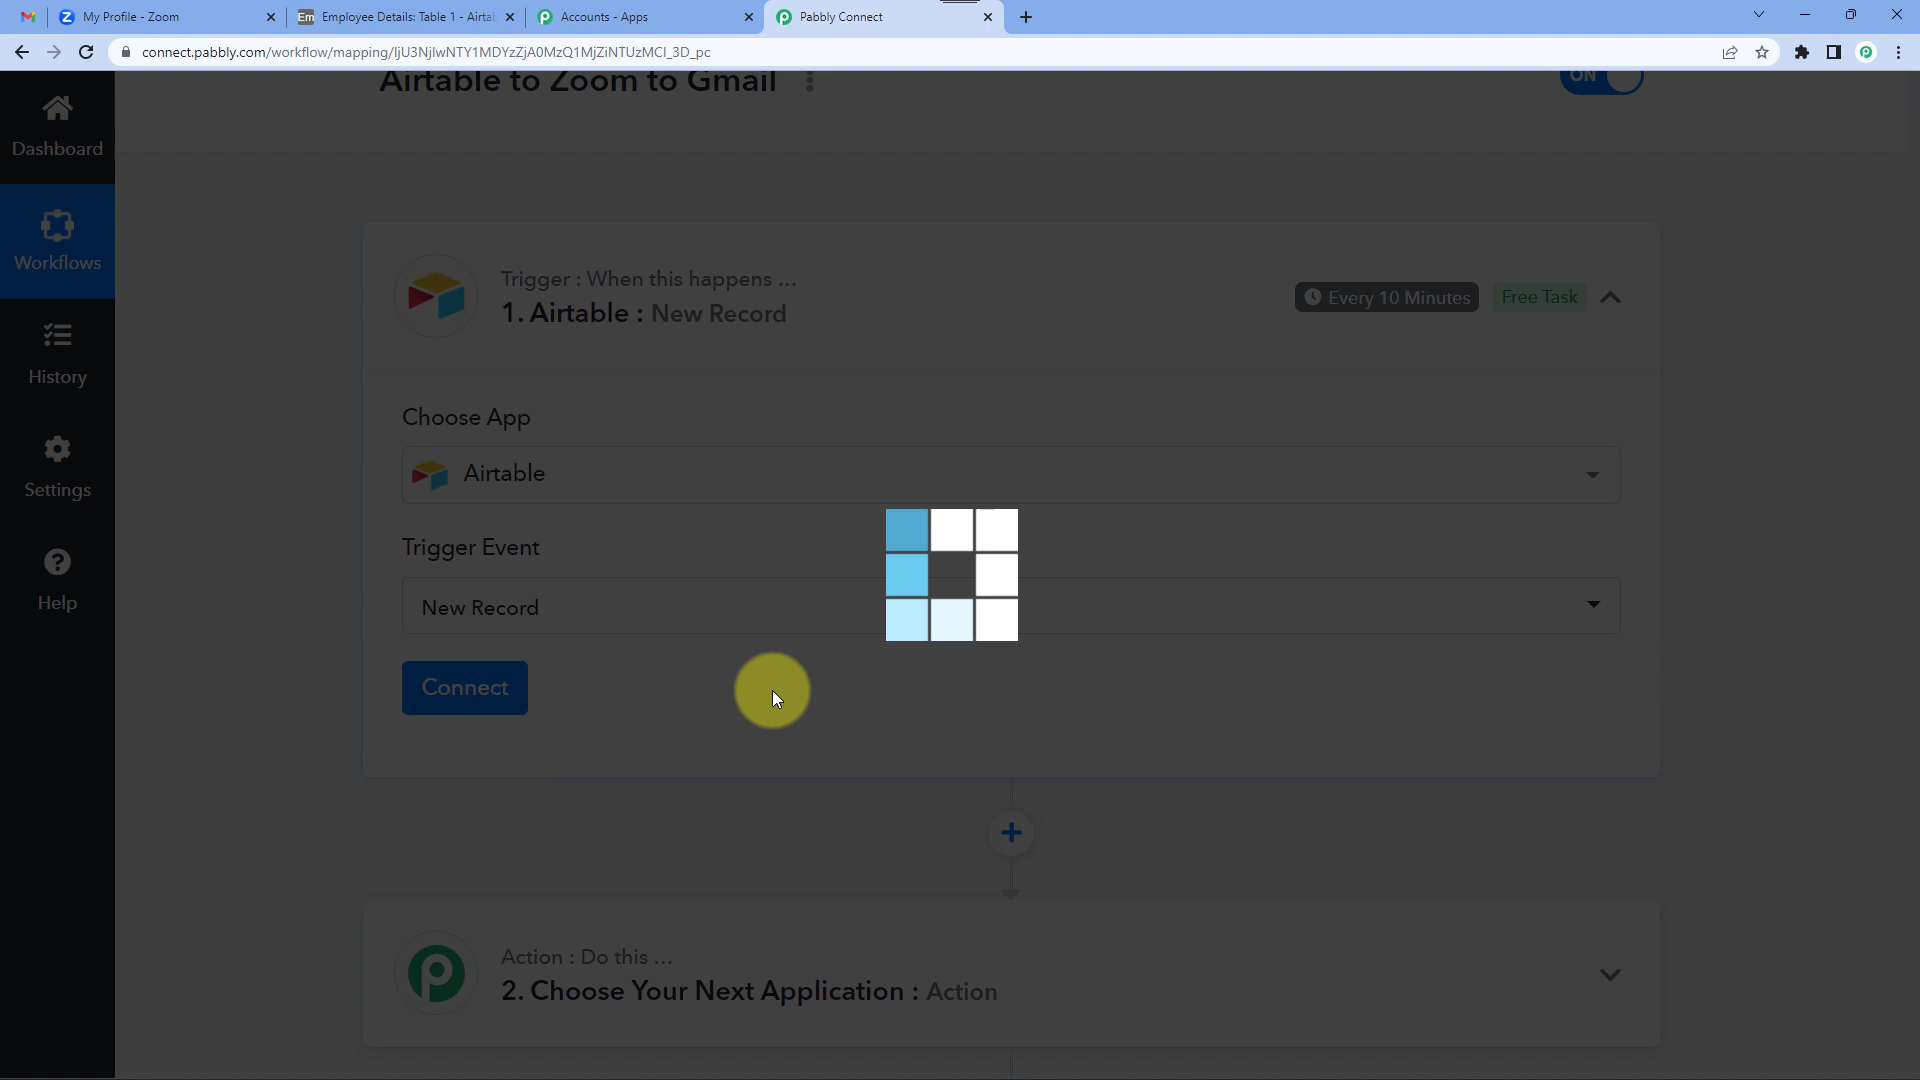 My Profile - Zoom
Em Employee Details: Table 1 - Airtab
Accounts - Apps
Pabbly Connect
connect.pabbly.com/workflow/mapping/IjU3NjIwNTY1MDYzZjA0MzQ1MjZiNTUzMCI_3D_pc
Airtable to Zoom to Gmail
ON
Dashboard
Workflows
History
Settings
Help
Trigger : When this happens ...
1. Airtable : New Record
Every 10 Minutes
Free Task
Choose App
Airtable
Trigger Event
New Record
Connect
Action : Do this ...
2. Choose Your Next Application : Action